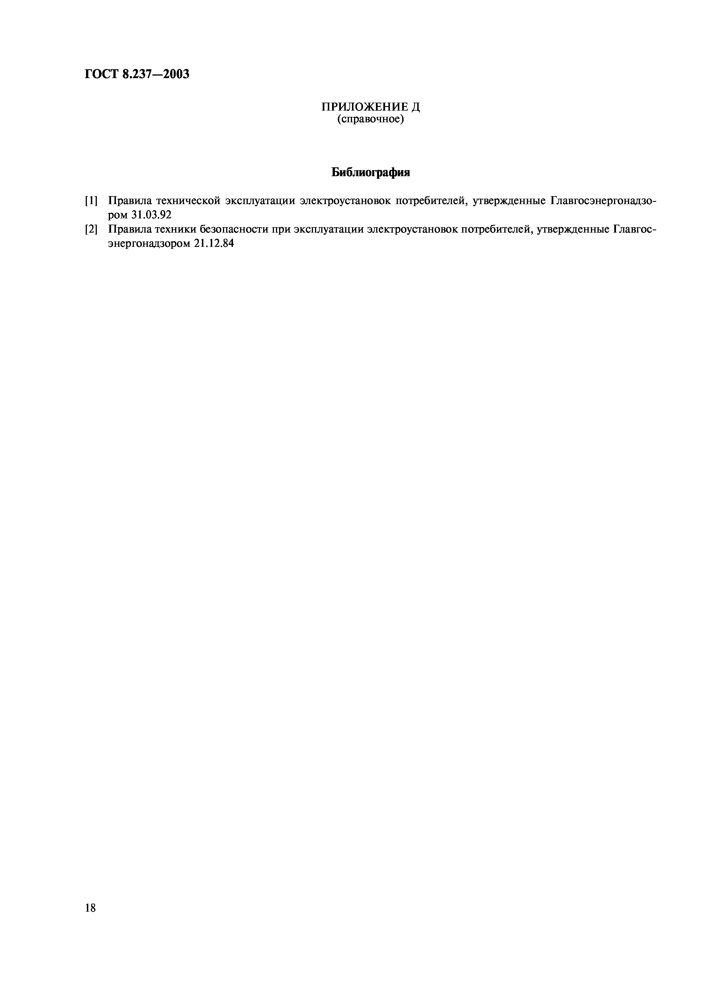 ГОСТ 8.237—2003
ПРИЛОЖЕНИЕ Д
(справочное)
Библиография
[1] Правила технической эксплуатации электроустановок потребителей, утвержденные Главгосэнергонадзо-
ром 31.03.92
[2] Правила техники безопасности при эксплуатации электроустановок потребителей, утвержденные Главгос-
энергонадзором 21.12.84
18